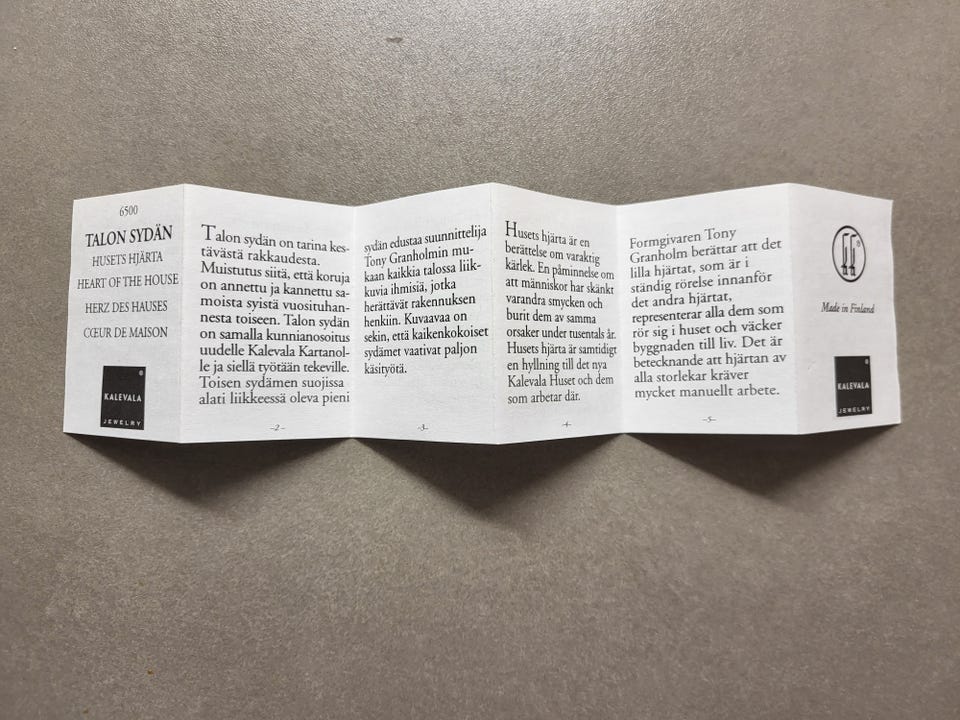 6500
TALON SYDÄN
HUSETS HJÄRTA
HEART OF THE HOUSE
HERZ DES HAUSES
CŒUR DE MAISON
®
KALEVALA
JEWELRY
Talon sydän on tarina kes-
tävästä rakkaudesta.
Muistutus siitä, että koruja
on annettu ja kannettu sa-
moista syistä vuosituhan-
nesta toiseen. Talon sydän
on samalla kunnianosoitus
uudelle Kalevala Kartanol-
le ja siellä työtään tekeville.
Toisen sydämen suojissa
alati liikkeessä oleva pieni
–2–
sydän edustaa suunnittelija
Tony Granholmin mu-
kaan kaikkia talossa liik-
kuvia ihmisiä, jotka
herättävät rakennuksen
henkiin. Kuvaavaa on
sekin, että kaikenkokoiset
sydämet vaativat paljon
käsityötä.
–3–
Husets hjärta är en
berättelse om varaktig
kärlek. En påminnelse om
att människor har skänkt
varandra smycken och
burit dem av samma
orsaker under tusentals år.
Husets hjärta är samtidigt
en hyllning till det nya
Kalevala Huset och dem
som arbetar där.
–4–
Formgivaren Tony
Granholm berättar att det
lilla hjärtat, som är i
ständig rörelse innanför
det andra hjärtat,
representerar alla dem som
rör sig i huset och väcker
byggnaden till liv. Det är
betecknande att hjärtan av
alla storlekar kräver
mycket manuellt arbete.
–5–
Made in Finland
®
KALEVALA
JEWELRY